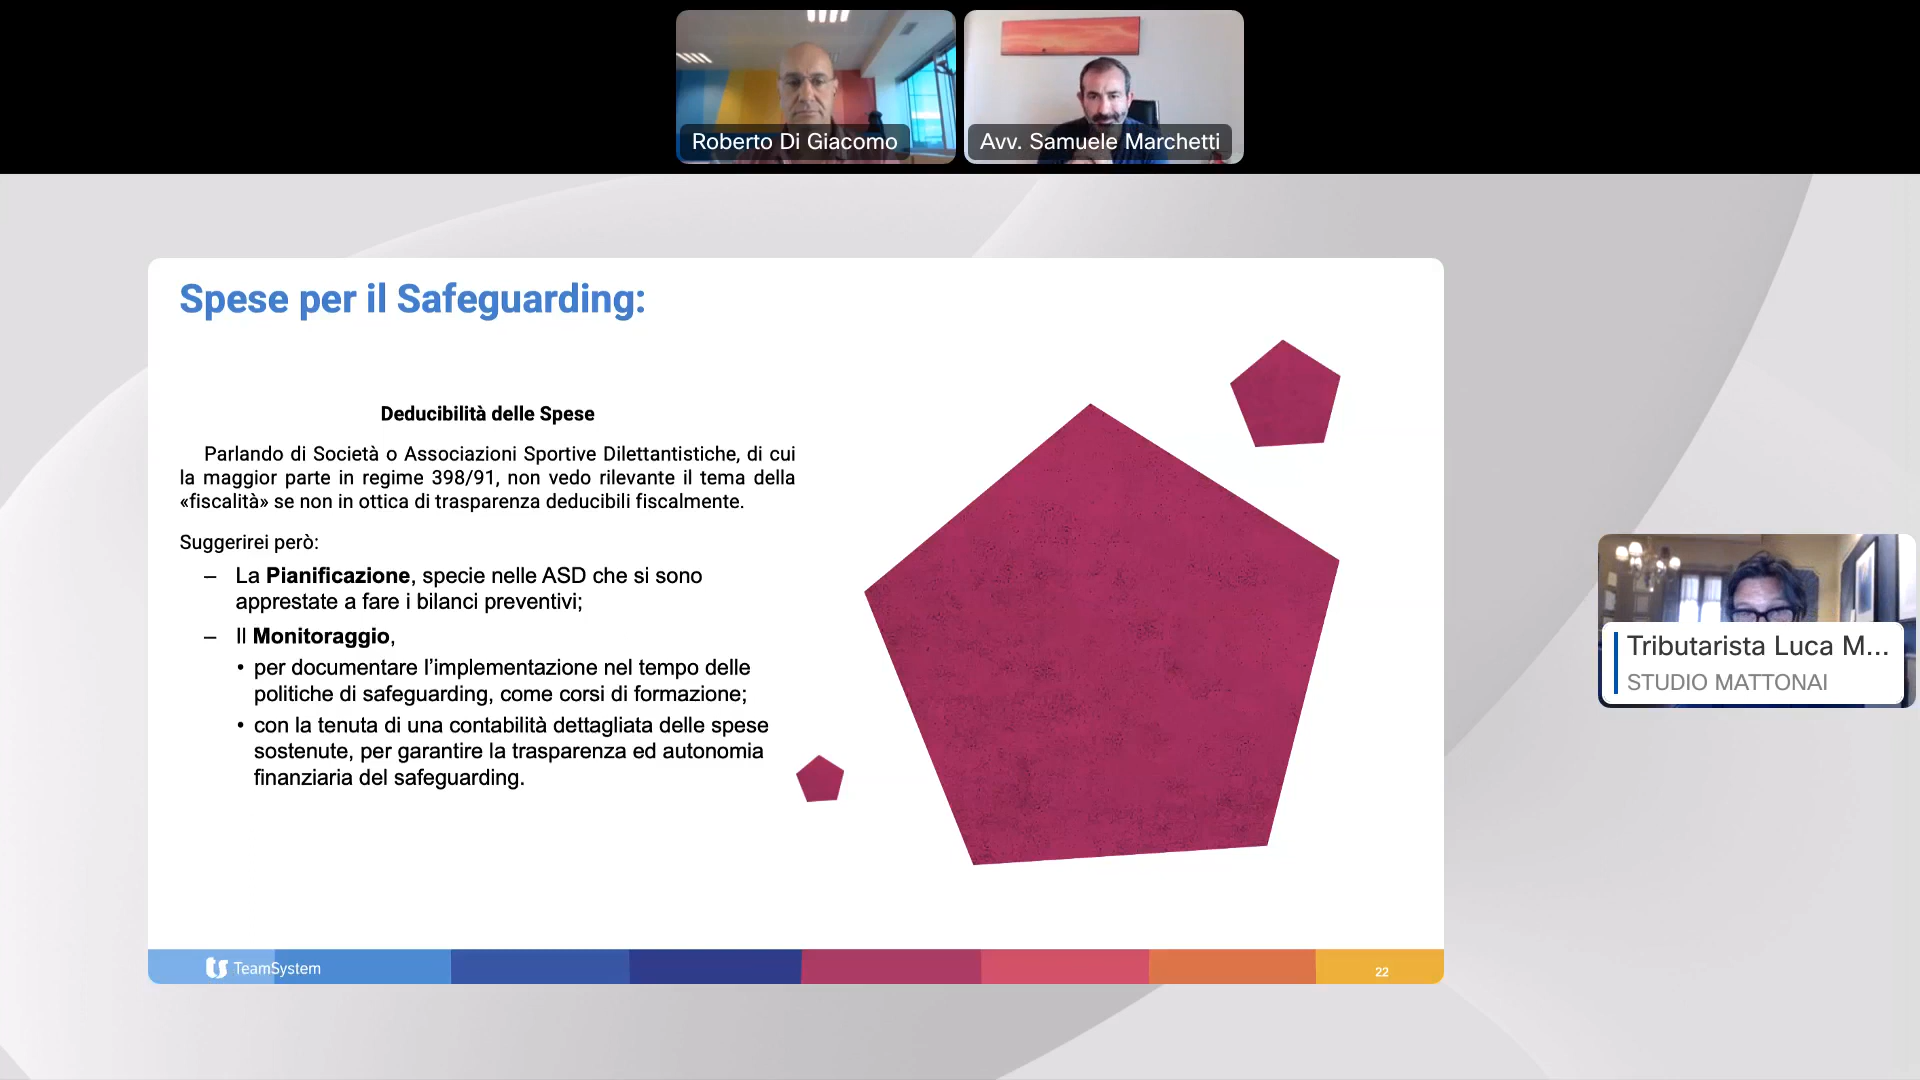 Roberto Di Giacomo
Avv. Samuele Marchetti
Spese per il Safeguarding:
Deducibilità delle Spese
Parlando di Società o Associazioni Sportive Dilettantistiche, di cui
la maggior parte in regime 398/91, non vedo rilevante il tema della
«fiscalità» se non in ottica di trasparenza deducibili fiscalmente.
Suggerirei però:
– La Pianificazione, specie nelle ASD che si sono
apprestate a fare i bilanci preventivi;
– Il Monitoraggio,
• per documentare l’implementazione nel tempo delle
politiche di safeguarding, come corsi di formazione;
• con la tenuta di una contabilità dettagliata delle spese
sostenute, per garantire la trasparenza ed autonomia
finanziaria del safeguarding.
Tributarista Luca M...
STUDIO MATTONAI
TeamSystem
22